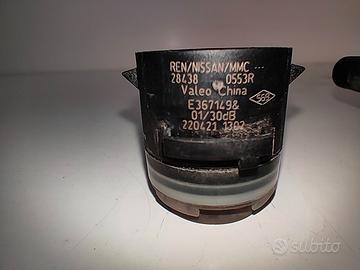 REN/NISSAN/MMC ---
28438 0553R
Valeo China
E367149&
01/30dB
220421 1302
subito